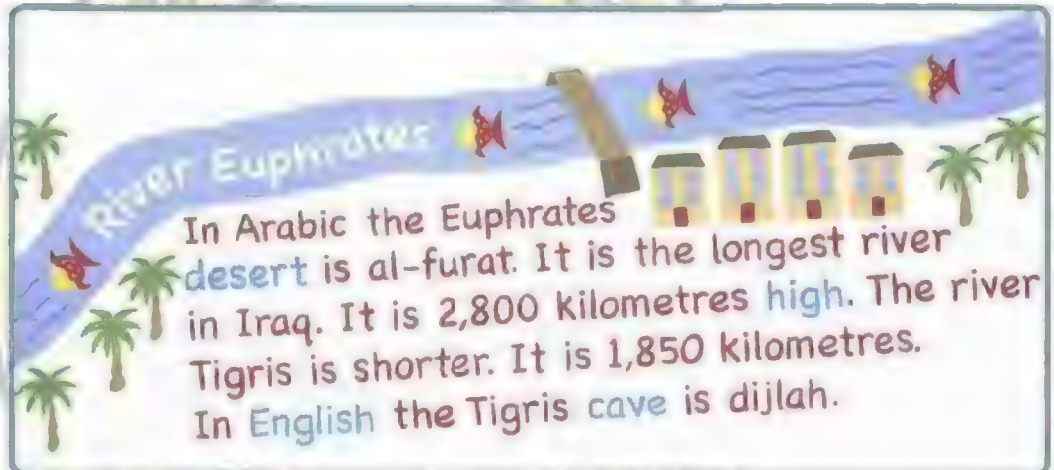 River Euphrates
In Arabic the Euphrates
desert is al-furat. It is the longest river
in Iraq. It is 2,800 kilometres high. The river
Tigris is shorter. It is 1,850 kilometres.
In English the Tigris cave is dijlah.